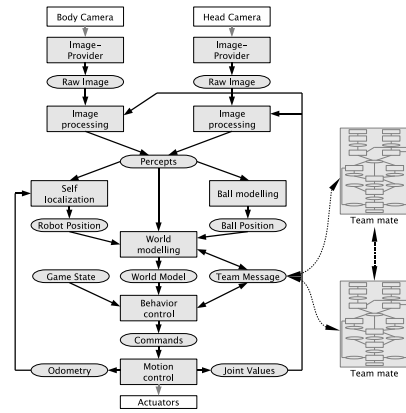 Body Camera
Head Camera
Image-
Provider
Image-
Provider
Raw Image
Raw Image
Image
processing
Image
processing
Percepts
Self
localization
Ball modelling
Robot Position
Ball Position
World
modelling
Game State
World Model
Team Message
Behavior
control
Commands
Odometry
Motion
control
Joint Values
Actuators
Team mate
Team mate